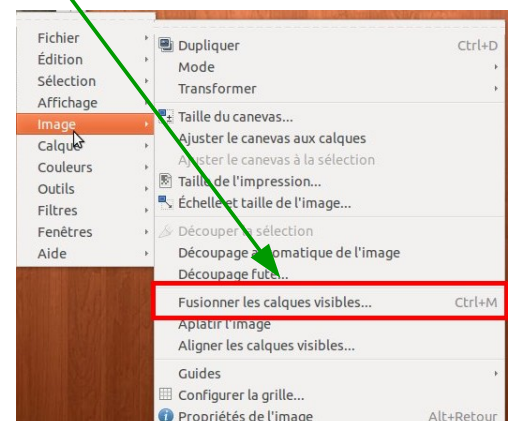 Fichier
Édition
Sélection
Affichage
Image
Calque
Couleurs
Outils
Filtres
Fenêtres
Aide
Dupliquer Ctrl+D
Mode
Transformer
Taille du canevas...
Ajuster le canevas aux calques
Ajuster le canevas à la sélection
Taille de l'impression...
Échelle et taille de l'image...
Découper la sélection
Découpage automatique de l'image
Découpage futé...
Fusionner les calques visibles... Ctrl+M
Aplatir l'image
Aligner les calques visibles...
Guides
Configurer la grille...
Propriétés de l'image Alt+Retour